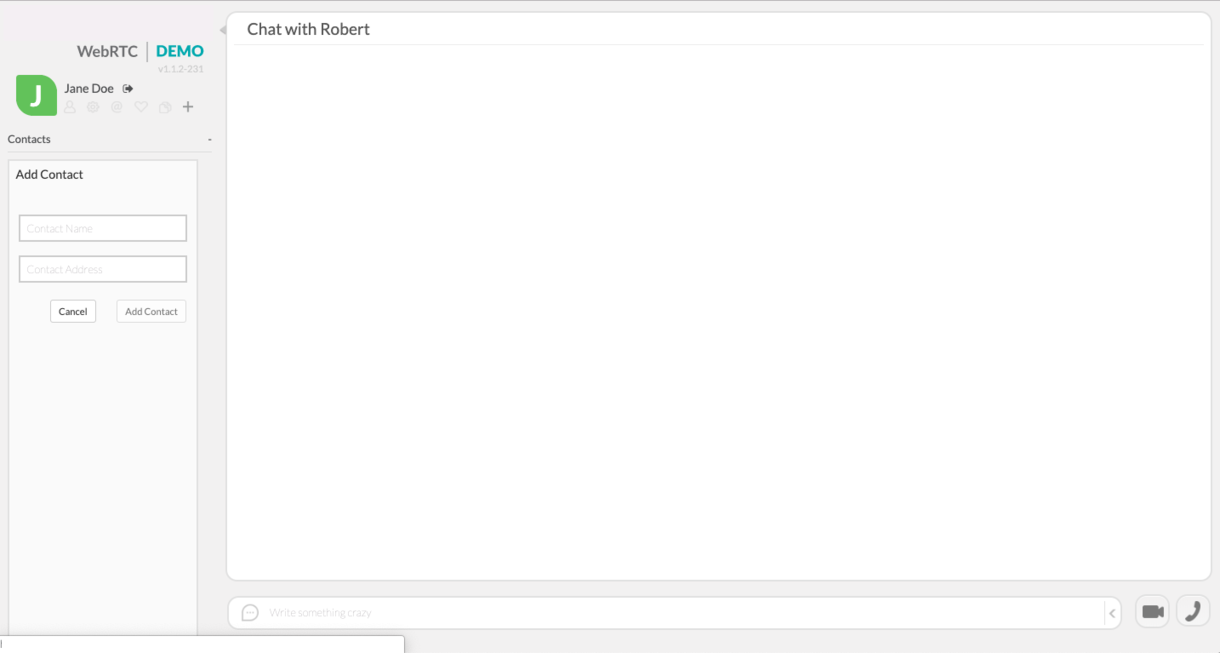 WebRTC | DEMO
v1.1.2-231
J
Jane Doe
Contacts -
Add Contact
Contact Name
Contact Address
Cancel Add Contact
Chat with Robert
Write something crazy